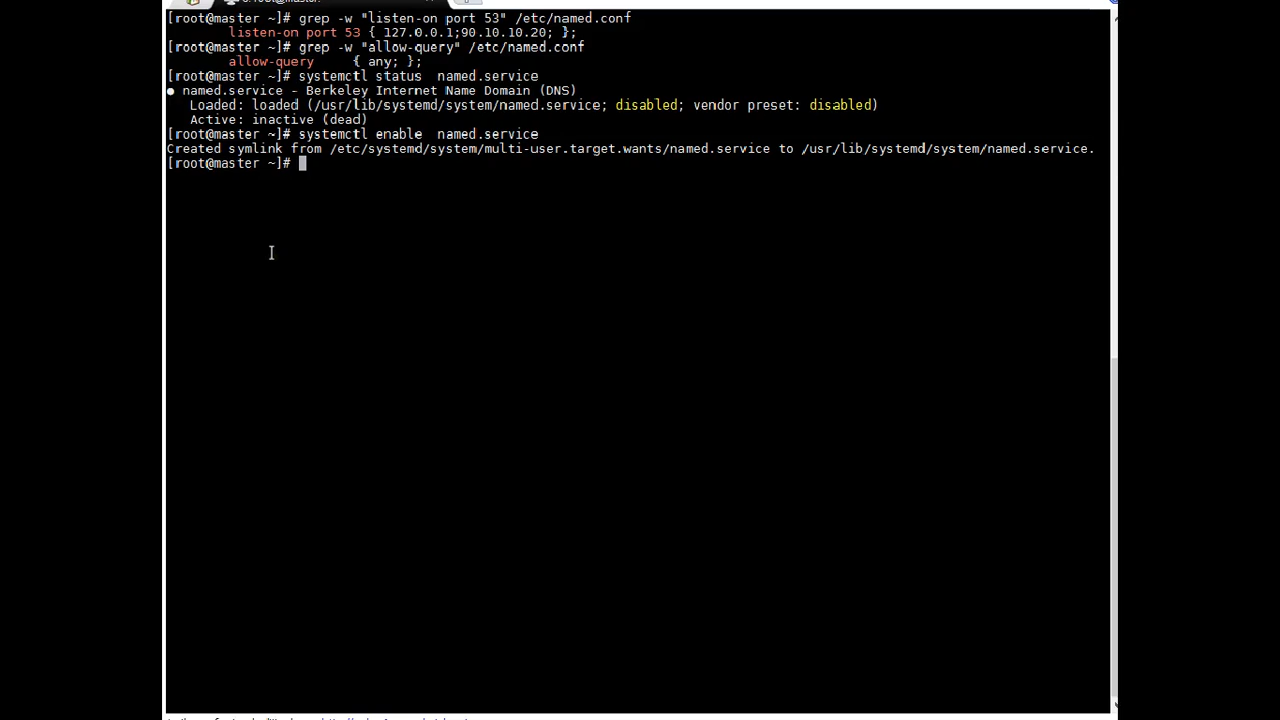 [root@master ~]# grep -w "listen-on port 53" /etc/named.conf
listen-on port 53 { 127.0.0.1;90.10.10.20; };
[root@master ~]# grep -w "allow-query" /etc/named.conf
allow-query     { any; };
[root@master ~]# systemctl status  named.service
● named.service - Berkeley Internet Name Domain (DNS)
Loaded: loaded (/usr/lib/systemd/system/named.service; disabled; vendor preset: disabled)
Active: inactive (dead)
[root@master ~]# systemctl enable  named.service
Created symlink from /etc/systemd/system/multi-user.target.wants/named.service to /usr/lib/systemd/system/named.service.
[root@master ~]#